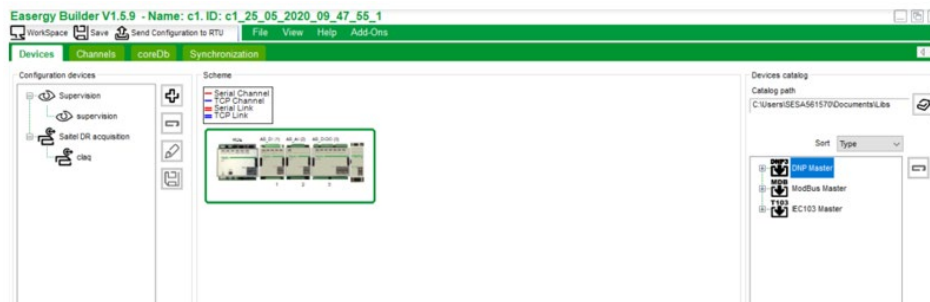 Easergy Builder V1.5.9 - Name: c1. ID: c1_25_05_2020_09_47_55_1
WorkSpace Save Send Configuration to RTU File View Help Add-Ons
Devices Channels coreDb Synchronization
Configuration devices
Supervision
supervision
Saitel DR acquisition
claq
Scheme
Serial Channel
TCP Channel
Serial Link
TCP Link
1 2 3
Devices catalog
Catalog path
C:\Users\SESA561570\Documents\Libs
Sort Type
DNP3 DNP Master
MDB ModBus Master
T103 IEC103 Master